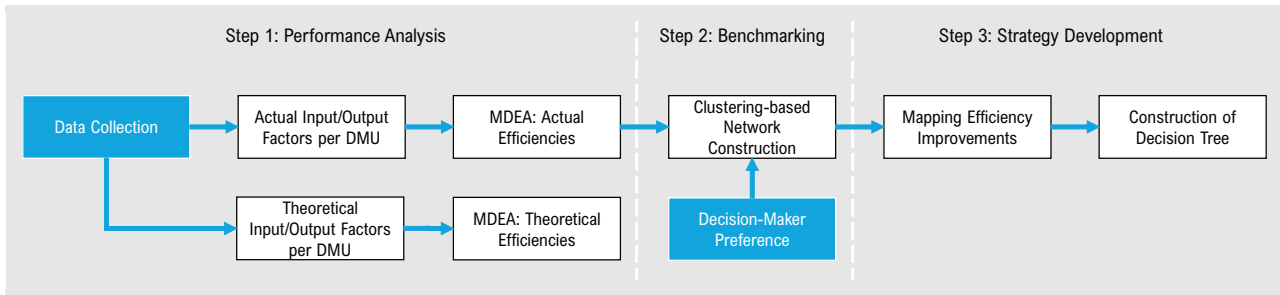 Step 1: Performance Analysis
Step 2: Benchmarking
Step 3: Strategy Development
Data Collection
Actual Input/Output
Factors per DMU
MDEA: Actual
Efficiencies
Clustering-based
Network
Construction
Mapping Efficiency
Improvements
Construction of
Decision Tree
Theoretical
Input/Output Factors
per DMU
MDEA: Theoretical
Efficiencies
Decision-Maker
Preference